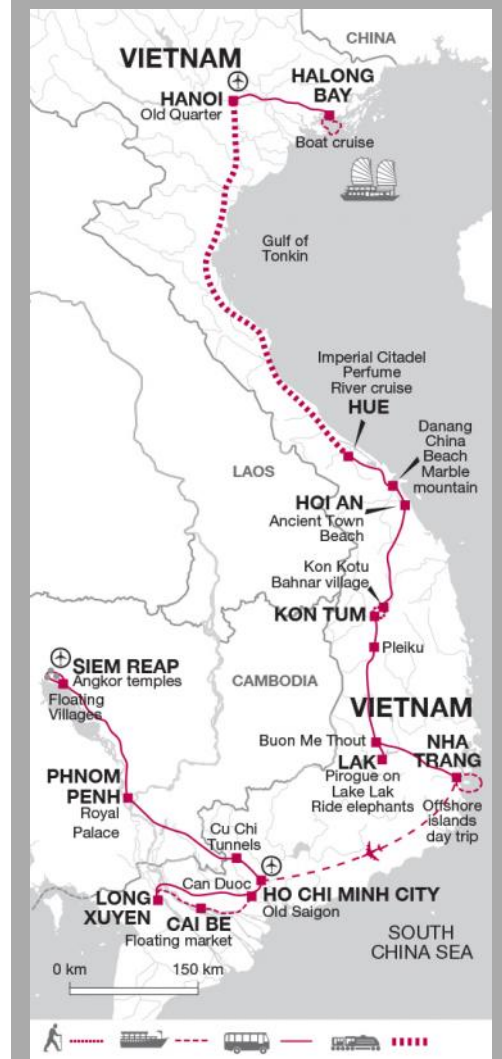 CHINA
VIETNAM
HALONG
BAY
HANOI
Old Quarter
Boat cruise
Gulf of
Tonkin
Imperial Citadel
Perfume
River cruise
HUE
Danang
China
Beach
Marble
mountain
LAOS
HOI AN
Ancient Town
Beach
Kon Kotu
Bahnar village
KON TUM
Pleiku
SIEM REAP
Angkor temples
Floating
Villages
CAMBODIA
VIETNAM
Buon Me Thout
NHA
TRANG
LAK
Pirogue on
Lake Lak
Ride elephants
Offshore
islands
day trip
PHNOM
PENH
Royal
Palace
Cu Chi
Tunnels
Can Duoc
HO CHI MINH CITY
Old Saigon
LONG
XUYEN
CAI BE
Floating market
SOUTH
CHINA SEA
0 km
150 km